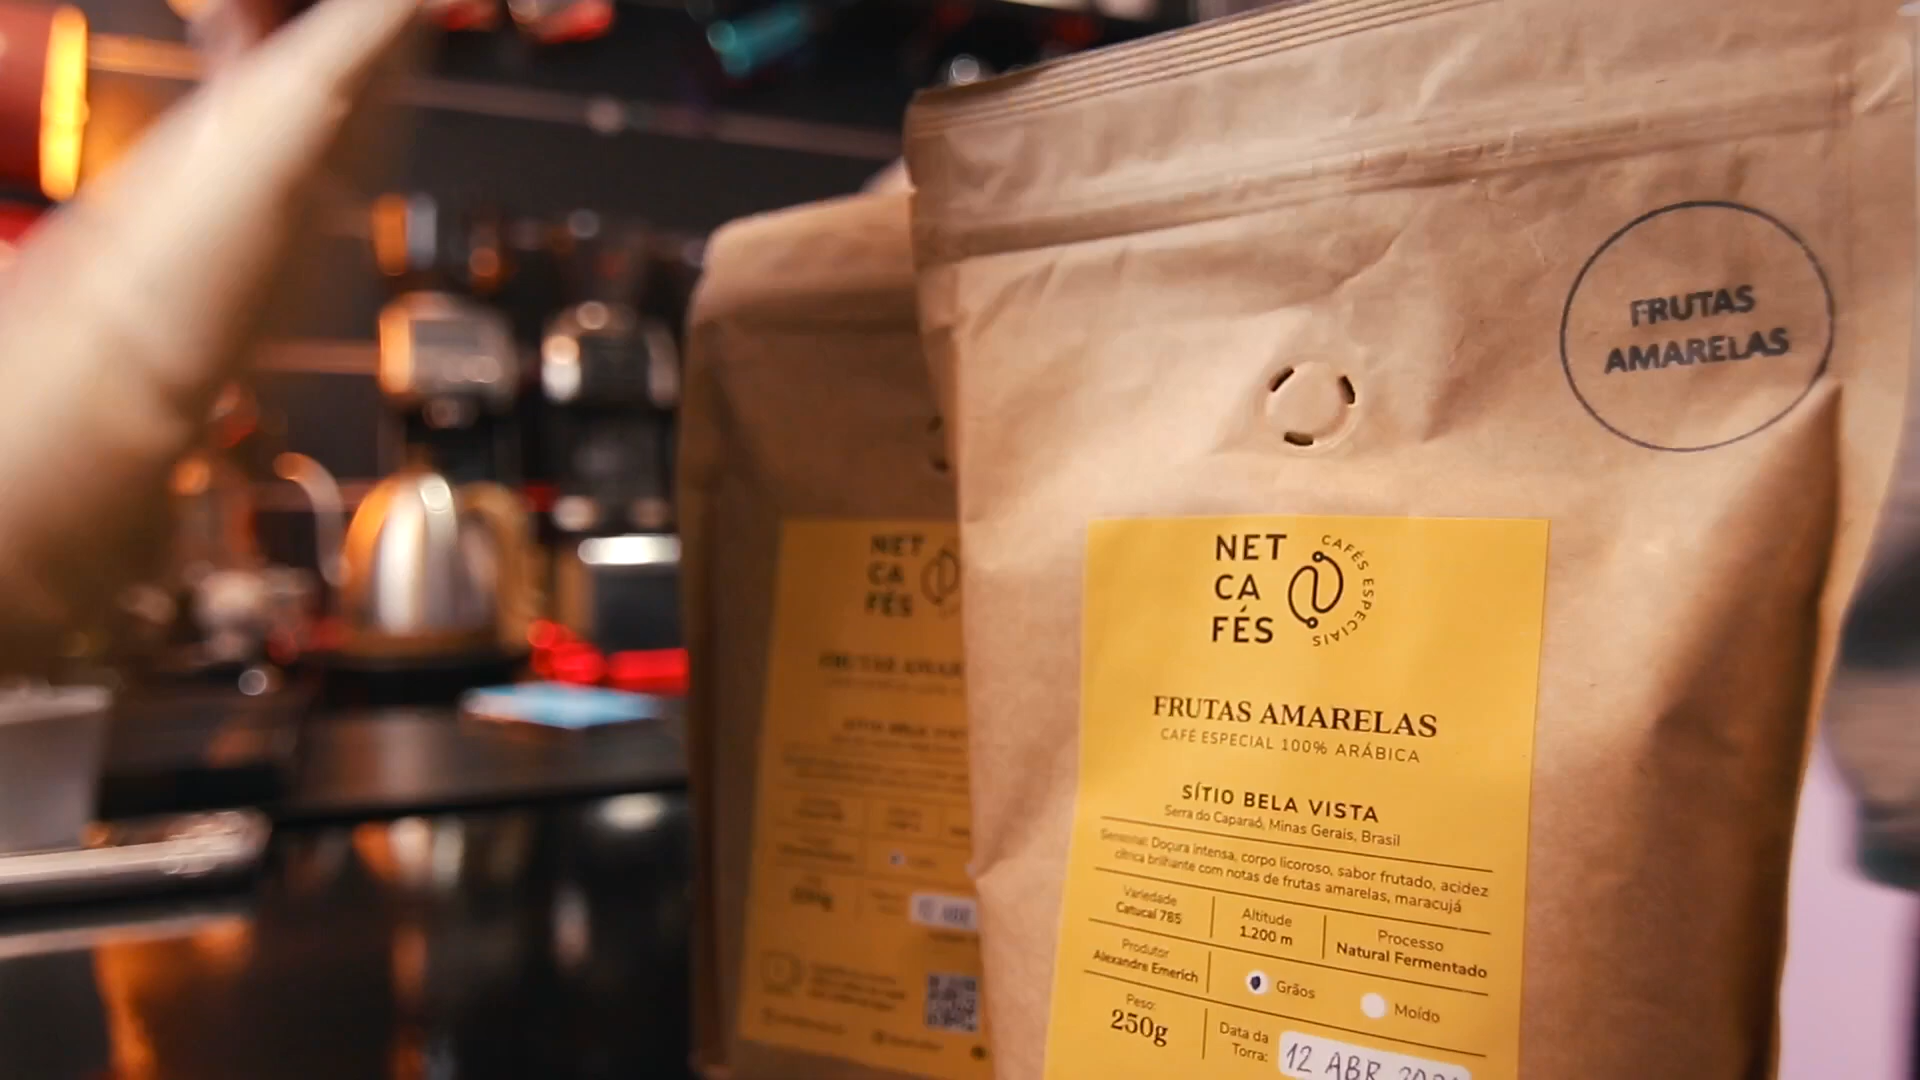 FRUTAS
AMARELAS
NET
CA
FÉS
CAFÉS ESPECIAIS
FRUTAS AMARELAS
CAFÉ ESPECIAL 100% ARÁBICA
SÍTIO BELA VISTA
Serra do Caparaó, Minas Gerais, Brasil
Sensorial: Doçura intensa, corpo licoroso, sabor frutado, acidez
cítrica brilhante com notas de frutas amarelas, maracujá
Variedade
Catucaí 785
Altitude
1.200 m
Processo
Natural Fermentado
Produtor
Alexandre Emerich
Grãos
Moído
Peso:
250g
Data da
Torra:
12 ABR
NET
CA
FÉS